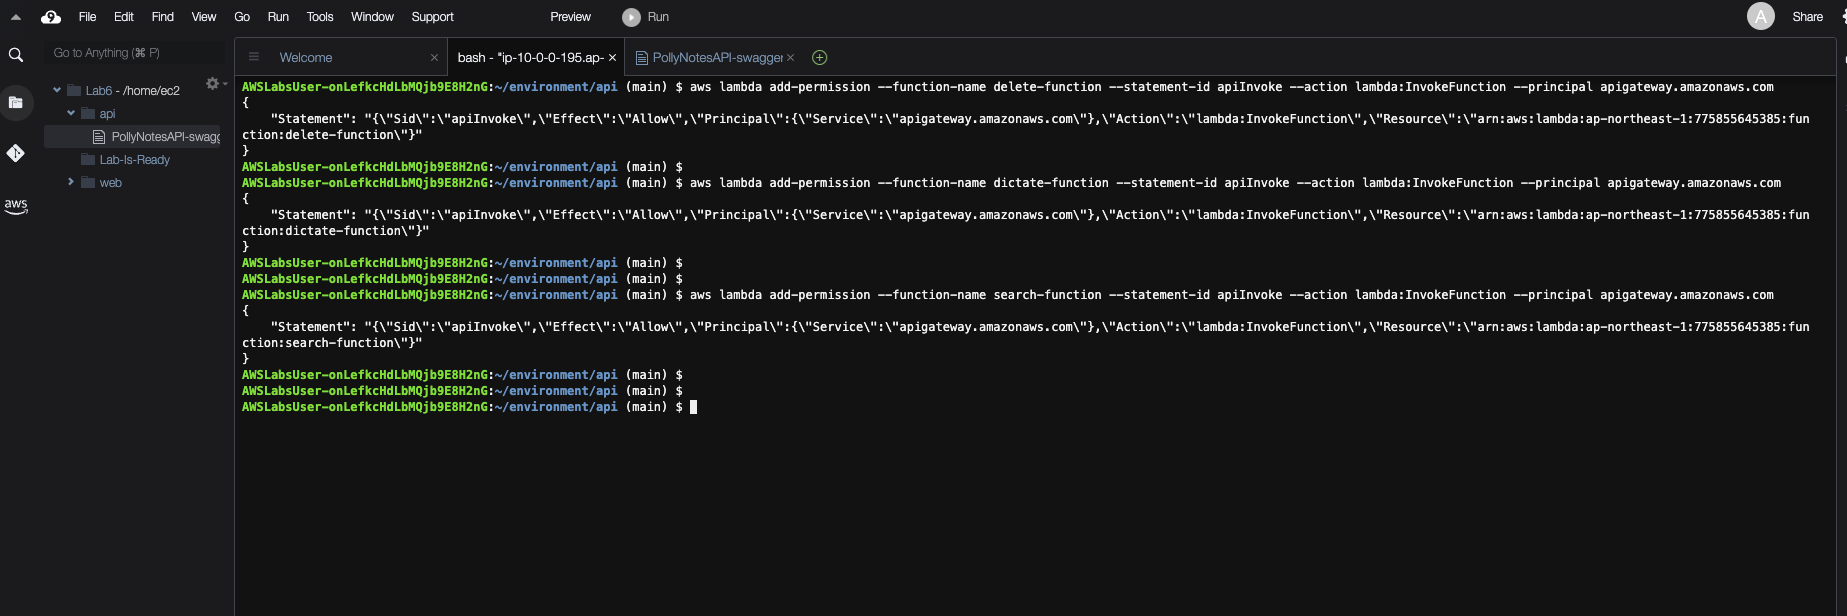 File Edit Find View Go Run Tools Window Support Preview Run A Share
Go to Anything (⌘ P)
Welcome
bash - "ip-10-0-0-195.ap-
PollyNotesAPI-swagger
Lab6 - /home/ec2
api
PollyNotesAPI-swagg
Lab-Is-Ready
web
aws
AWSLabsUser-onLefkcHdLbMQjb9E8H2nG:~/environment/api (main) $ aws lambda add-permission --function-name delete-function --statement-id apiInvoke --action lambda:InvokeFunction --principal apigateway.amazonaws.com
{
"Statement": "{\"Sid\":\"apiInvoke\",\"Effect\":\"Allow\",\"Principal\":{\"Service\":\"apigateway.amazonaws.com\"},\"Action\":\"lambda:InvokeFunction\",\"Resource\":\"arn:aws:lambda:ap-northeast-1:775855645385:fun
ction:delete-function\"}"
}
AWSLabsUser-onLefkcHdLbMQjb9E8H2nG:~/environment/api (main) $
AWSLabsUser-onLefkcHdLbMQjb9E8H2nG:~/environment/api (main) $ aws lambda add-permission --function-name dictate-function --statement-id apiInvoke --action lambda:InvokeFunction --principal apigateway.amazonaws.com
{
"Statement": "{\"Sid\":\"apiInvoke\",\"Effect\":\"Allow\",\"Principal\":{\"Service\":\"apigateway.amazonaws.com\"},\"Action\":\"lambda:InvokeFunction\",\"Resource\":\"arn:aws:lambda:ap-northeast-1:775855645385:fun
ction:dictate-function\"}"
}
AWSLabsUser-onLefkcHdLbMQjb9E8H2nG:~/environment/api (main) $
AWSLabsUser-onLefkcHdLbMQjb9E8H2nG:~/environment/api (main) $
AWSLabsUser-onLefkcHdLbMQjb9E8H2nG:~/environment/api (main) $ aws lambda add-permission --function-name search-function --statement-id apiInvoke --action lambda:InvokeFunction --principal apigateway.amazonaws.com
{
"Statement": "{\"Sid\":\"apiInvoke\",\"Effect\":\"Allow\",\"Principal\":{\"Service\":\"apigateway.amazonaws.com\"},\"Action\":\"lambda:InvokeFunction\",\"Resource\":\"arn:aws:lambda:ap-northeast-1:775855645385:fun
ction:search-function\"}"
}
AWSLabsUser-onLefkcHdLbMQjb9E8H2nG:~/environment/api (main) $
AWSLabsUser-onLefkcHdLbMQjb9E8H2nG:~/environment/api (main) $
AWSLabsUser-onLefkcHdLbMQjb9E8H2nG:~/environment/api (main) $